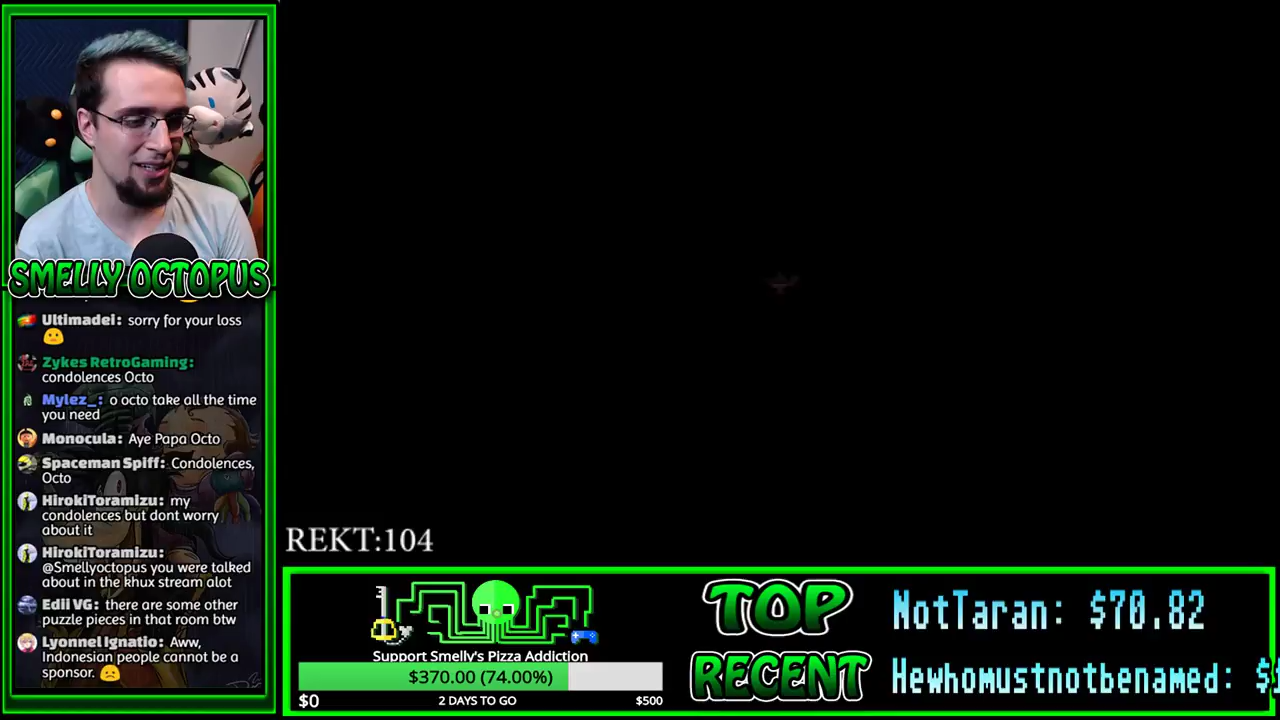 SMELLY OCTOPUS
Ultimadei: sorry for your loss
Zykes RetroGaming:
condolences Octo
Mylez_: o octo take all the time
you need
Monocula: Aye Papa Octo
Spaceman Spiff: Condolences,
Octo
HirokiToramizu: my
condolences but dont worry
about it
HirokiToramizu:
@Smellyoctopus you were talked
about in the khux stream alot
Edil VG: there are some other
puzzle pieces in that room btw
Lyonnel Ignatio: Aww,
Indonesian people cannot be a
sponsor.
REKT:104
Support Smelly's Pizza Addiction
$370.00 (74.00%)
$0 2 DAYS TO GO $500
TOP NotTaran: $70.82
RECENT Hewhomustnotbenamed: